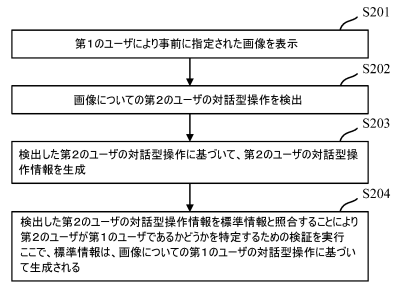 S201
第1のユーザにより事前に指定された画像を表示
S202
画像についての第2のユーザの対話型操作を検出
S203
検出した第2のユーザの対話型操作に基づいて、第2のユーザの対話型操
作情報を生成
S204
検出した第2のユーザの対話型操作情報を標準情報と照合することにより
第2のユーザが第1のユーザであるかどうかを特定するための検証を実行
ここで、標準情報は、画像についての第1のユーザの対話型操作に基づい
て生成される